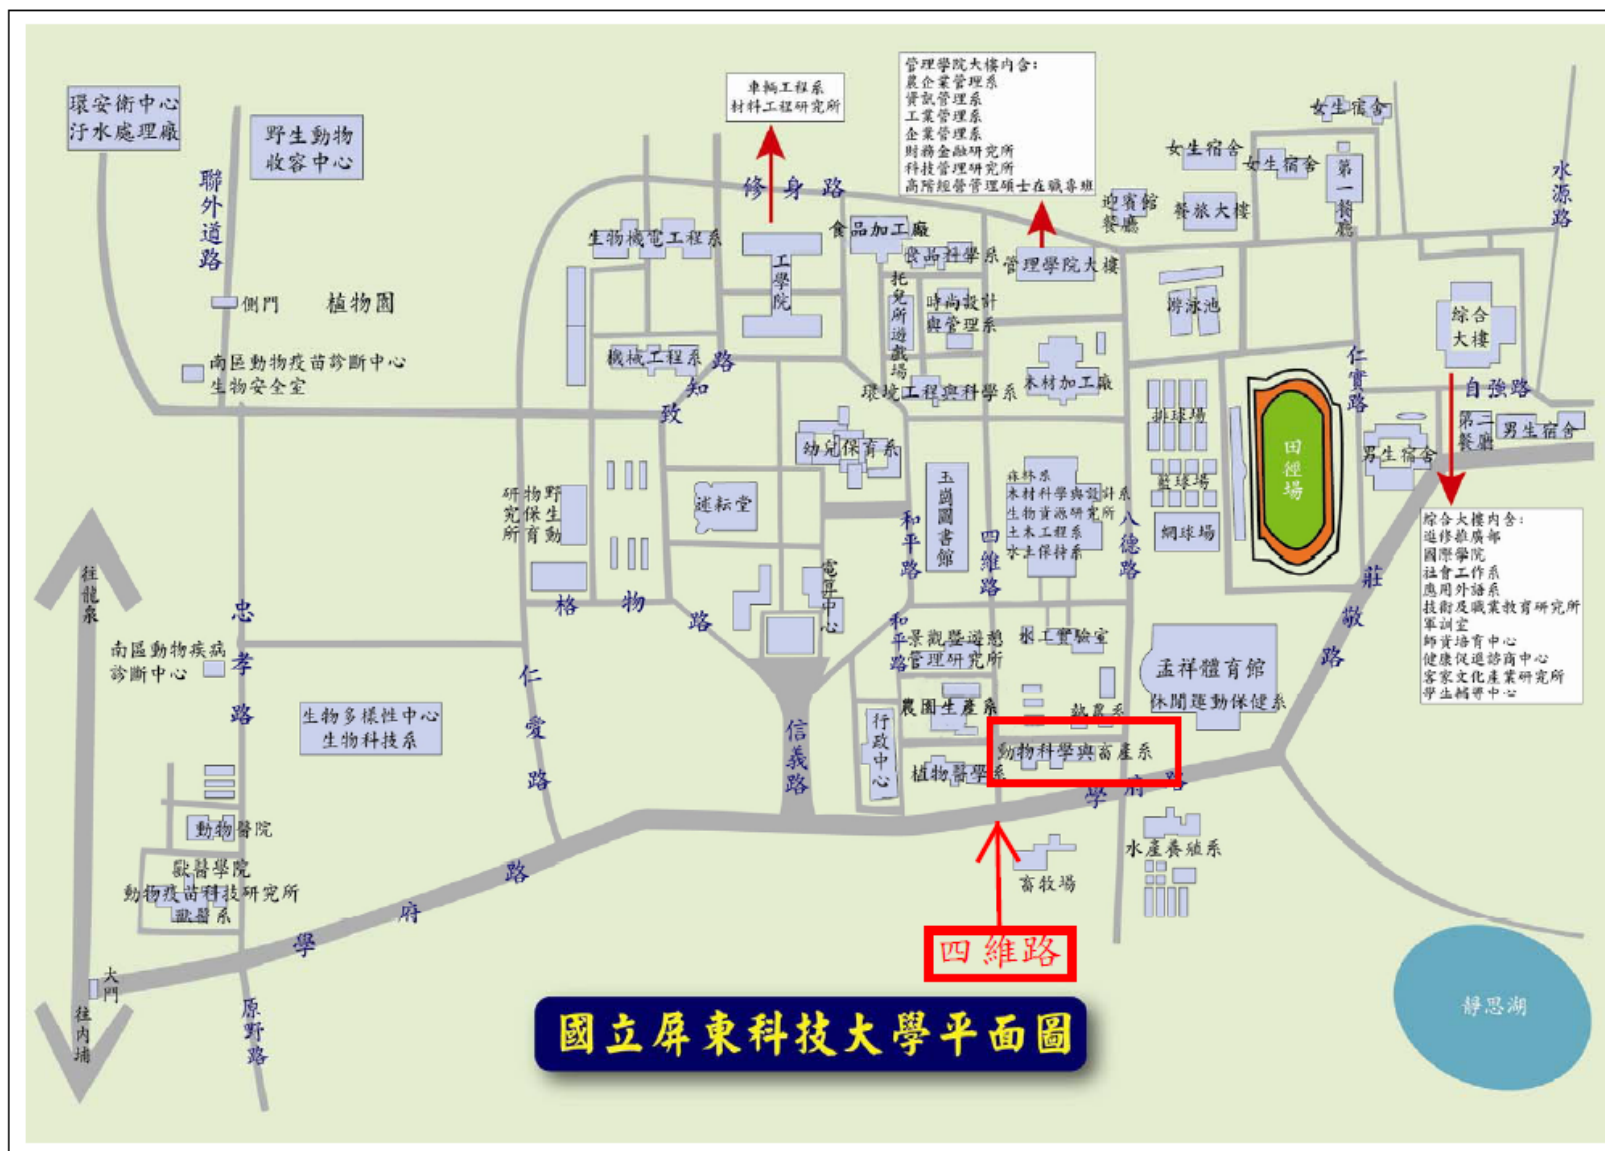 環安衛中心
汙水處理廠
野生動物
收容中心
聯外道路
車輛工程系
材料工程研究所
管理學院大樓內含：
農企業管理系
資訊管理系
工業管理系
企業管理系
財務金融研究所
科技管理研究所
高階經營管理碩士在職專班
女生宿舍
女生宿舍
女生宿舍
第一餐廳
水源路
修身路
迎賓館
餐廳
餐旅大樓
生物機電工程系
工學院
食品加工廠
食品科學系
管理學院大樓
側門
植物園
托兒所遊戲場
時尚設計
與管理系
游泳池
綜合
大樓
南區動物疫苗診斷中心
生物安全室
機械工程系
致知路
環境工程與科學系
木材加工廠
仁實路
自強路
排球場
田徑場
男生宿舍
第二餐廳
男生宿舍
幼兒保育系
述耘堂
玉崗圖書館
森林系
木材科學與設計系
生物資源研究所
土木工程系
水土保持系
籃球場
網球場
野生動
物保育
研究所
和平路
四維路
八德路
綜合大樓內含：
進修推廣部
國際學院
社會工作系
應用外語系
技術及職業教育研究所
軍訓室
師資培育中心
健康促進諮商中心
客家文化產業研究所
學生輔導中心
往龍泉
格物路
電算中心
莊敬路
忠孝路
和平路
景觀暨遊憩
管理研究所
水工實驗室
南區動物疾病
診斷中心
仁愛路
孟祥體育館
休閒運動保健系
生物多樣性中心
生物科技系
信義路
行政中心
農園生產系
熱農系
動物科學與畜產系
植物醫學系
學府路
動物醫院
獸醫學院
動物疫苗科技研究所
獸醫系
畜牧場
水產養殖系
學府路
四維路
大門
往內埔
原野路
靜思湖
國立屏東科技大學平面圖